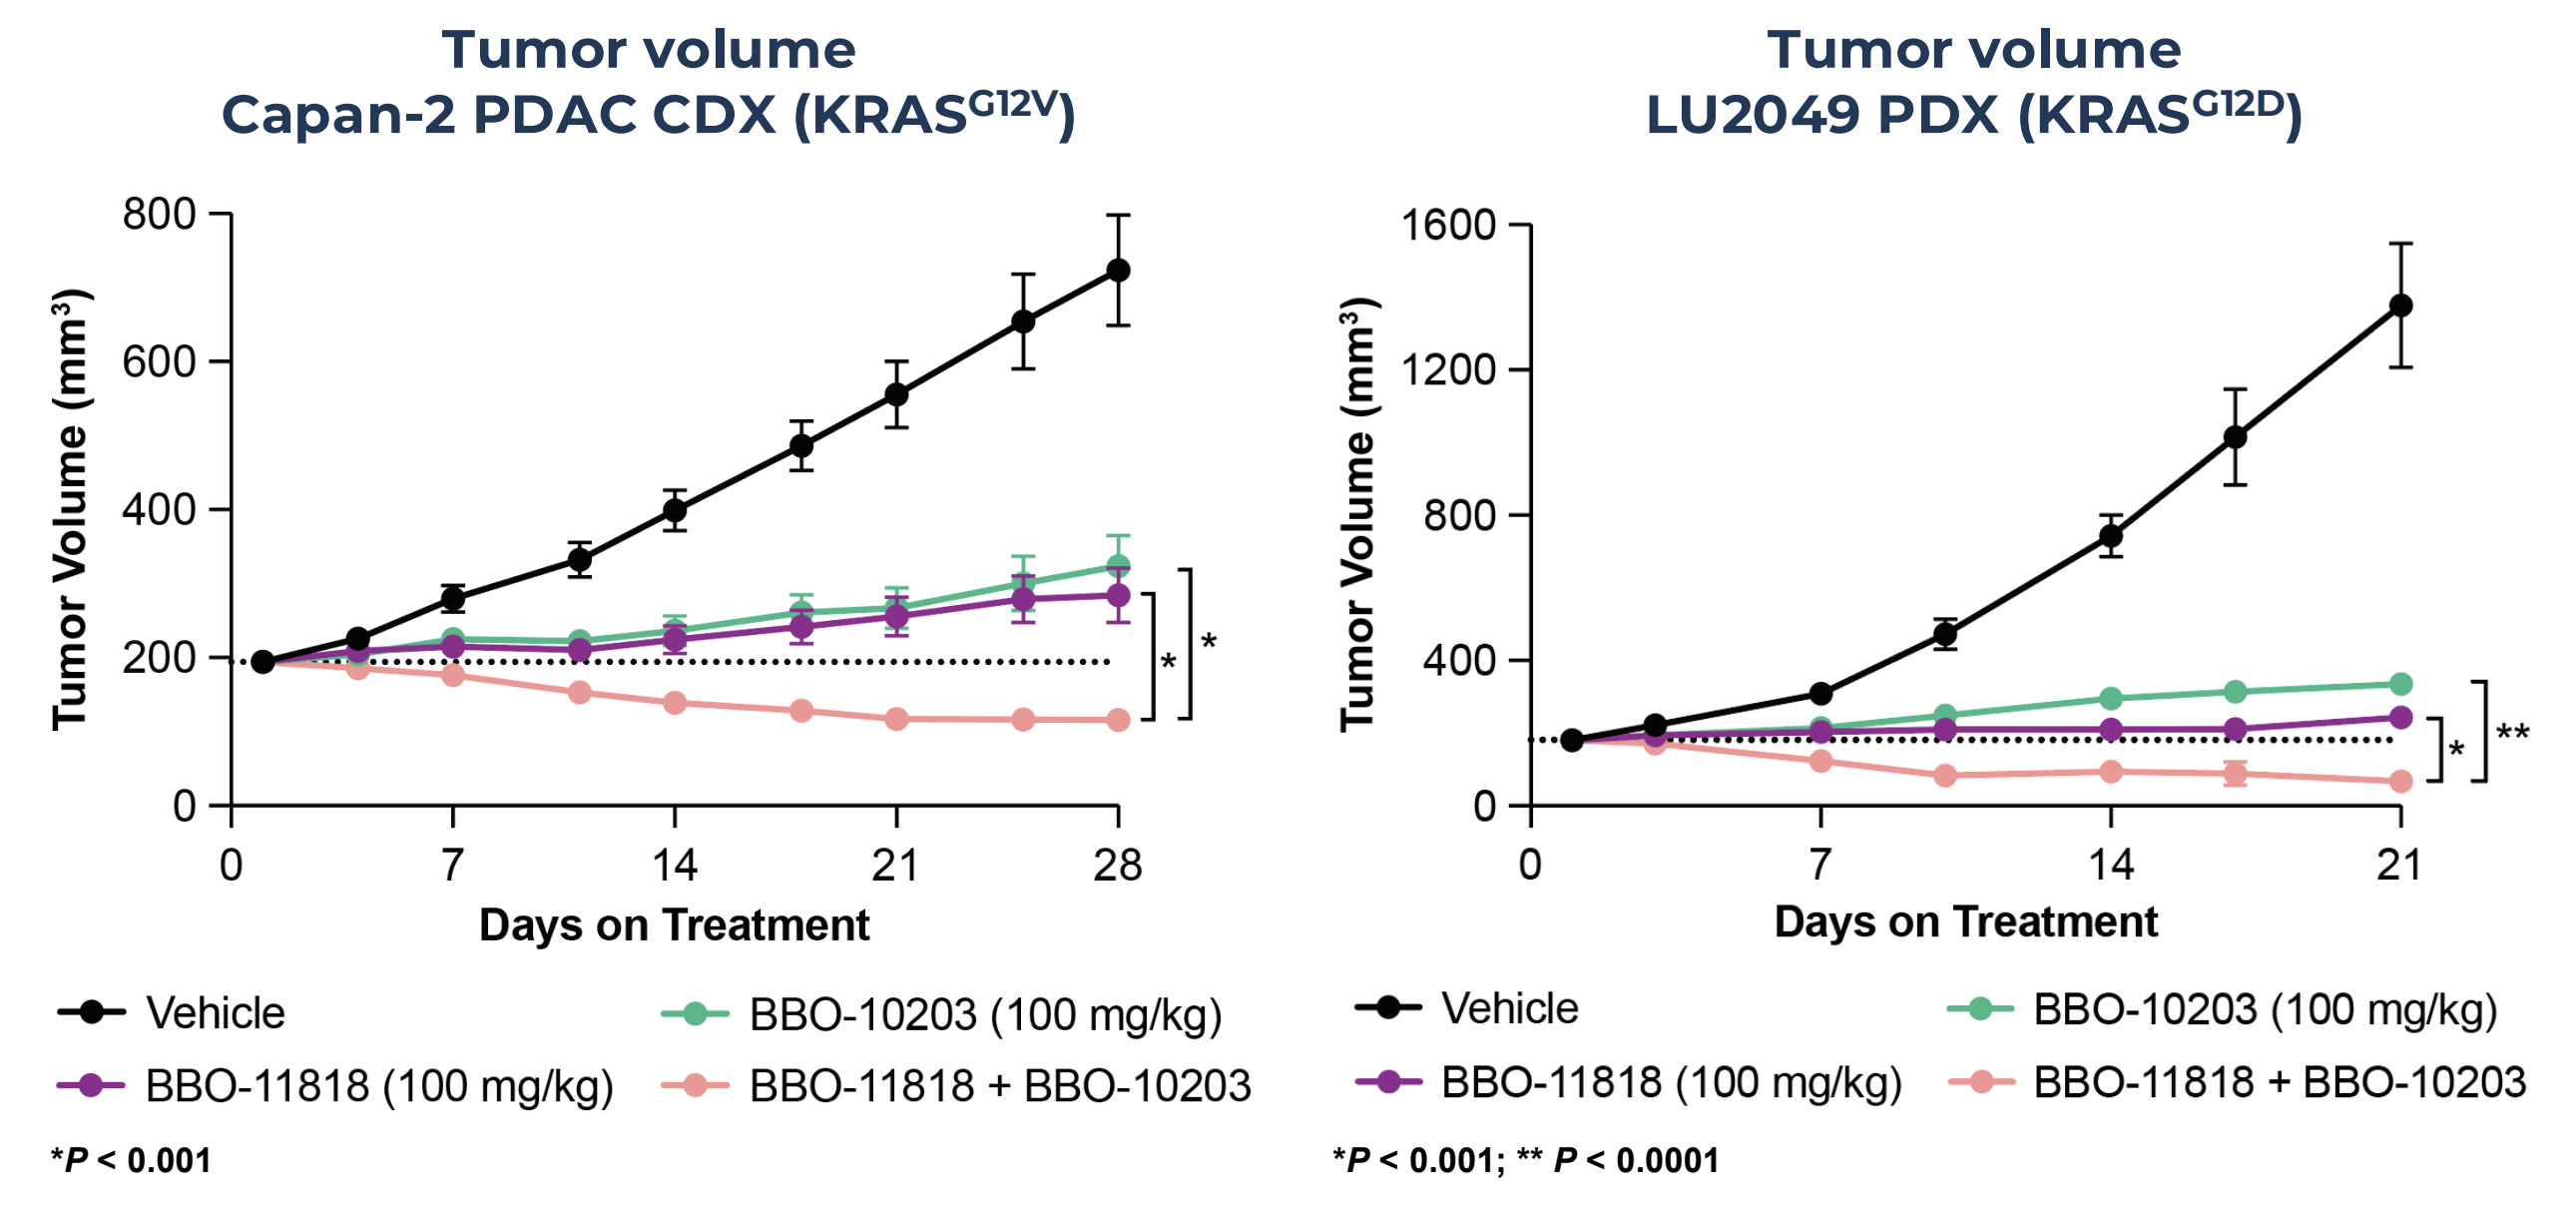 Tumor volume
Capan-2 PDAC CDX (KRASᴳ¹²ⱽ)
Tumor Volume (mm³)
800
600
400
200
0
0 7 14 21 28
Days on Treatment
*
*
Vehicle
BBO-10203 (100 mg/kg)
BBO-11818 (100 mg/kg)
BBO-11818 + BBO-10203
*P < 0.001
Tumor volume
LU2049 PDX (KRASᴳ¹²ᴰ)
Tumor Volume (mm³)
1600
1200
800
400
0
0 7 14 21
Days on Treatment
*
**
Vehicle
BBO-10203 (100 mg/kg)
BBO-11818 (100 mg/kg)
BBO-11818 + BBO-10203
*P < 0.001; ** P < 0.0001